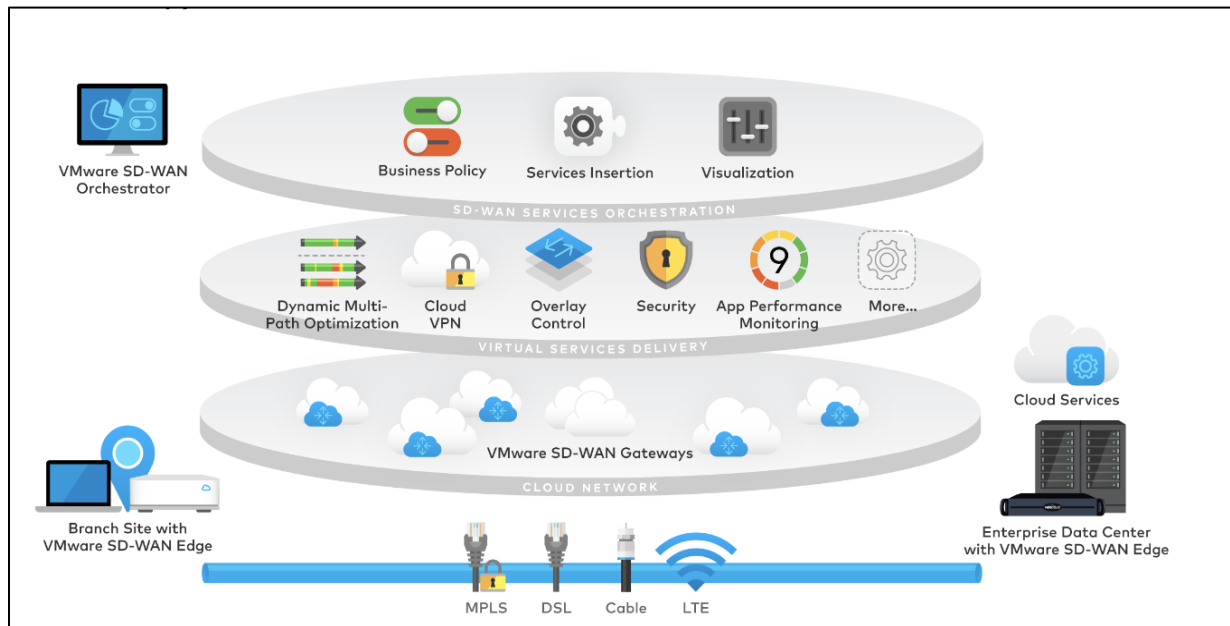 VMware SD-WAN
Orchestrator
Business Policy
Services Insertion
Visualization
SD-WAN SERVICES ORCHESTRATION
Dynamic Multi-
Path Optimization
Cloud
VPN
Overlay
Control
Security
9
App Performance
Monitoring
More...
VIRTUAL SERVICES DELIVERY
VMware SD-WAN Gateways
CLOUD NETWORK
Cloud Services
Branch Site with
VMware SD-WAN Edge
Enterprise Data Center
with VMware SD-WAN Edge
MPLS
DSL
Cable
LTE